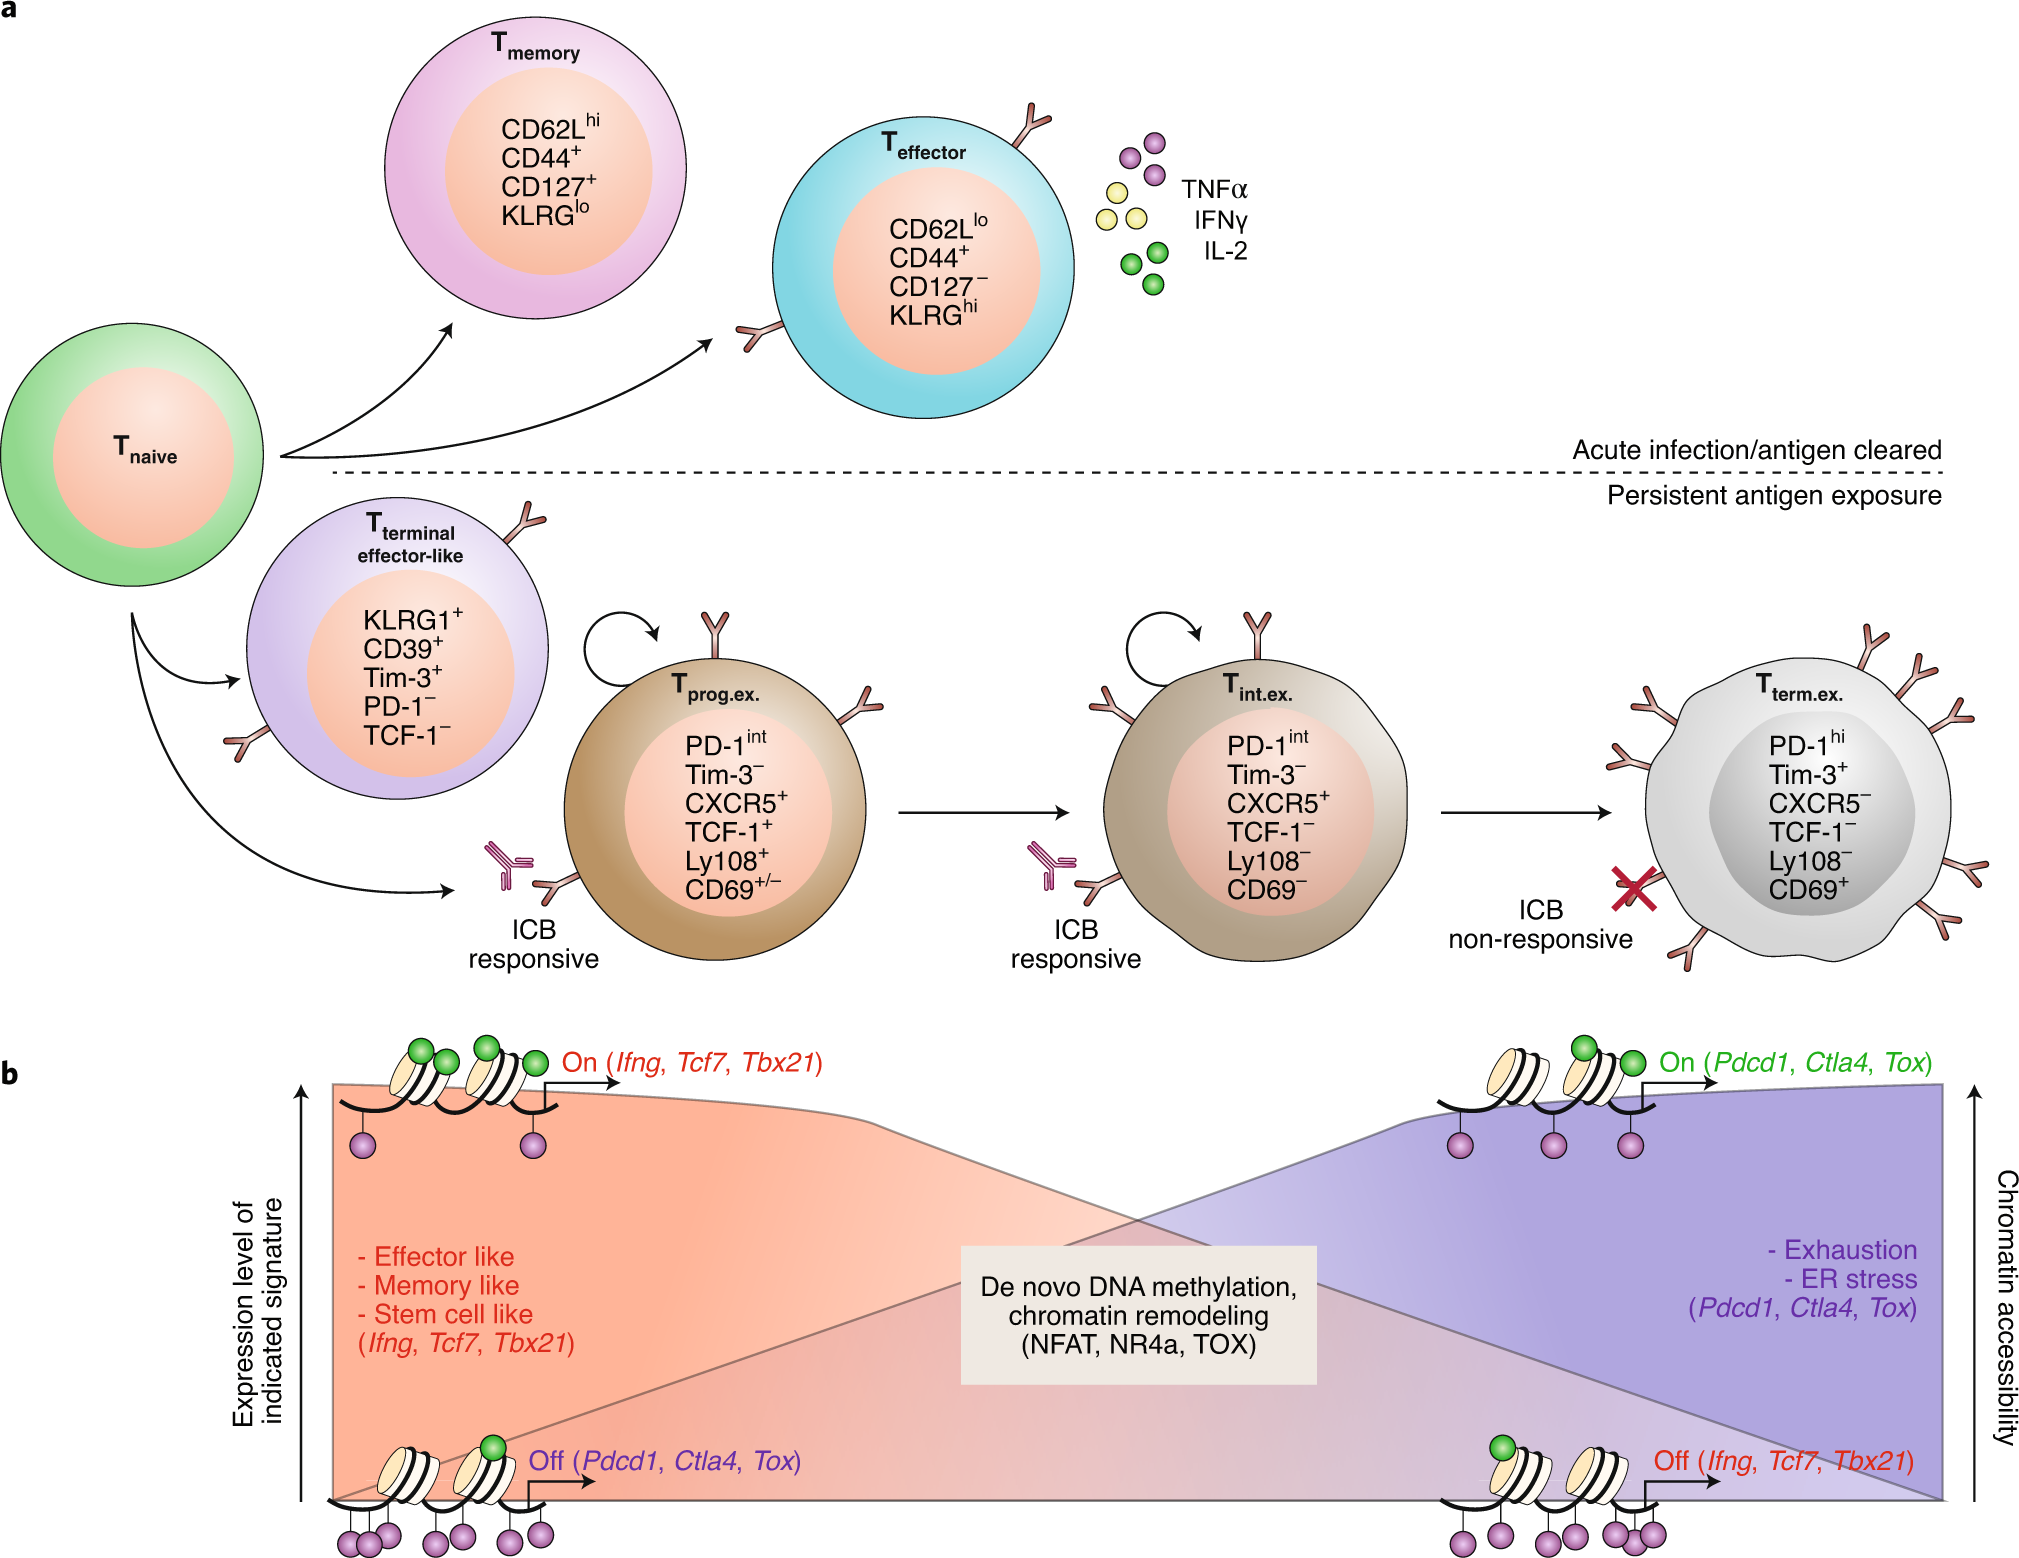 a
T memory
CD62L^hi
CD44^+
CD127^+
KLRG^lo
T effector
CD62L^lo
CD44^+
CD127^–
KLRG^hi
TNFα
IFNγ
IL-2
T naive
Acute infection/antigen cleared
Persistent antigen exposure
T terminal
effector-like
KLRG1^+
CD39^+
Tim-3^+
PD-1^–
TCF-1^–
T prog.ex.
PD-1^int
Tim-3^–
CXCR5^+
TCF-1^+
Ly108^+
CD69^+/–
ICB
responsive
T int.ex.
PD-1^int
Tim-3^–
CXCR5^+
TCF-1^–
Ly108^–
CD69^–
ICB
responsive
T term.ex.
PD-1^hi
Tim-3^+
CXCR5^–
TCF-1^–
Ly108^–
CD69^+
ICB
non-responsive
b
On (Ifng, Tcf7, Tbx21)
On (Pdcd1, Ctla4, Tox)
Expression level of
indicated signature
- Effector like
- Memory like
- Stem cell like
(Ifng, Tcf7, Tbx21)
De novo DNA methylation,
chromatin remodeling
(NFAT, NR4a, TOX)
- Exhaustion
- ER stress
(Pdcd1, Ctla4, Tox)
Chromatin accessibility
Off (Pdcd1, Ctla4, Tox)
Off (Ifng, Tcf7, Tbx21)